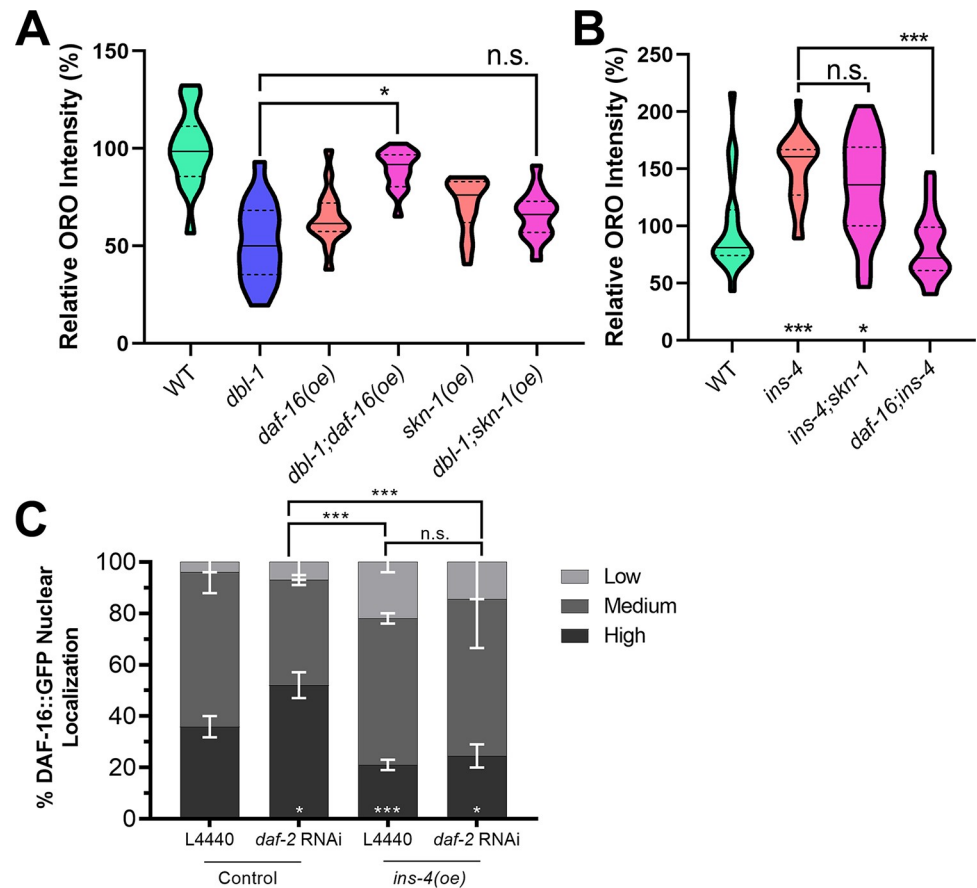 A
Relative ORO Intensity (%)
150
100
50
0
n.s.
*
WT
dbl-1
daf-16(oe)
dbl-1;daf-16(oe)
skn-1(oe)
dbl-1;skn-1(oe)
B
Relative ORO Intensity (%)
250
200
150
100
50
0
***
n.s.
***
*
WT
ins-4
ins-4;skn-1
daf-16;ins-4
C
% DAF-16::GFP Nuclear
Localization
100
80
60
40
20
0
***
***
n.s.
*
***
*
L4440
daf-2 RNAi
L4440
daf-2 RNAi
Control
ins-4(oe)
Low
Medium
High